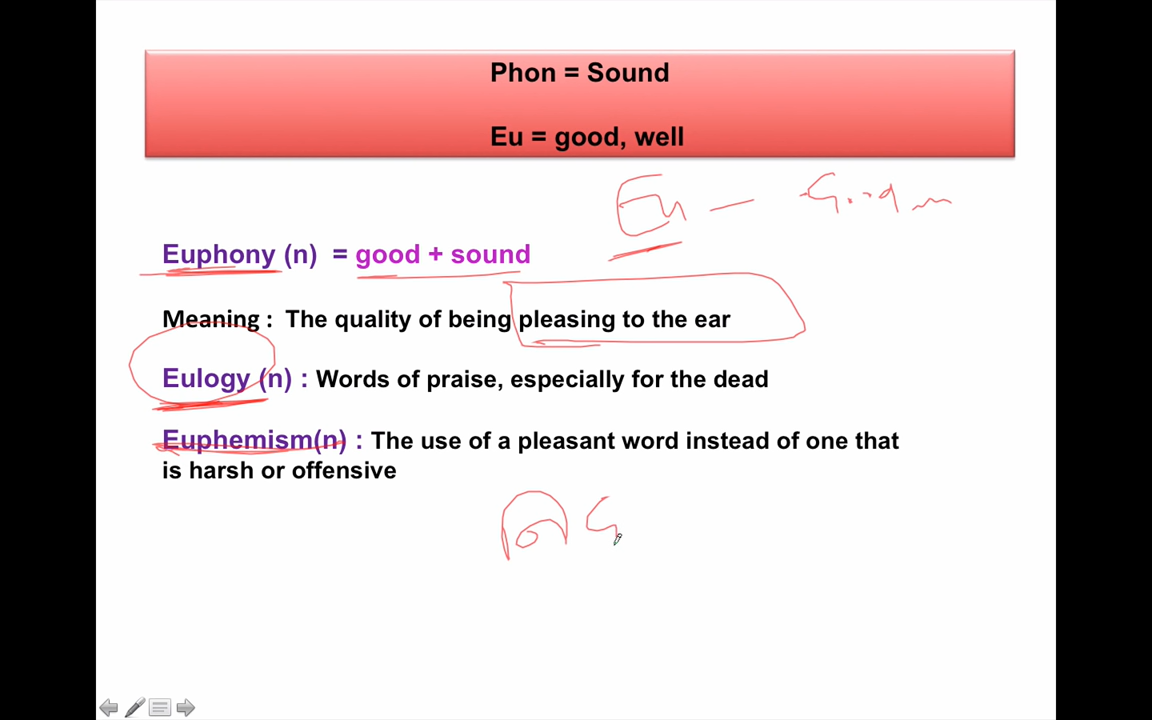 Phon = Sound
Eu = good, well
Eu — Good
Euphony (n) = good + sound
Meaning : The quality of being pleasing to the ear
Eulogy (n) : Words of praise, especially for the dead
Euphemism(n) : The use of a pleasant word instead of one that
is harsh or offensive